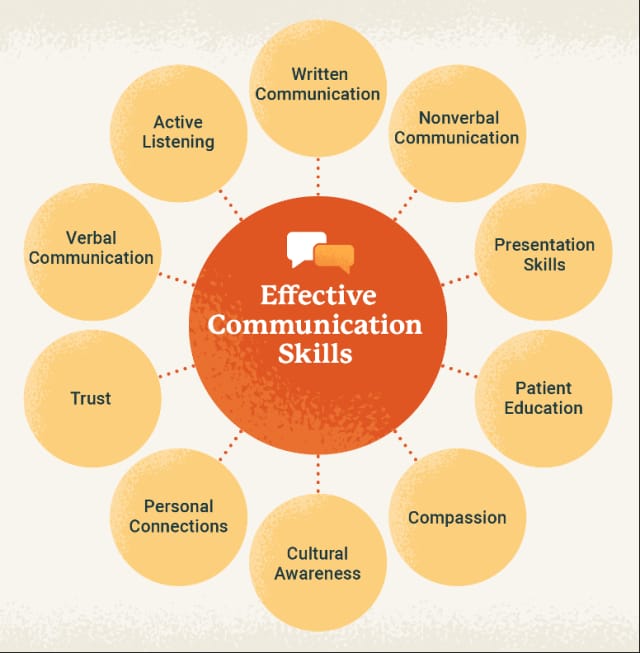 Written
Communication
Nonverbal
Communication
Presentation
Skills
Patient
Education
Compassion
Cultural
Awareness
Personal
Connections
Trust
Verbal
Communication
Active
Listening
Effective
Communication
Skills